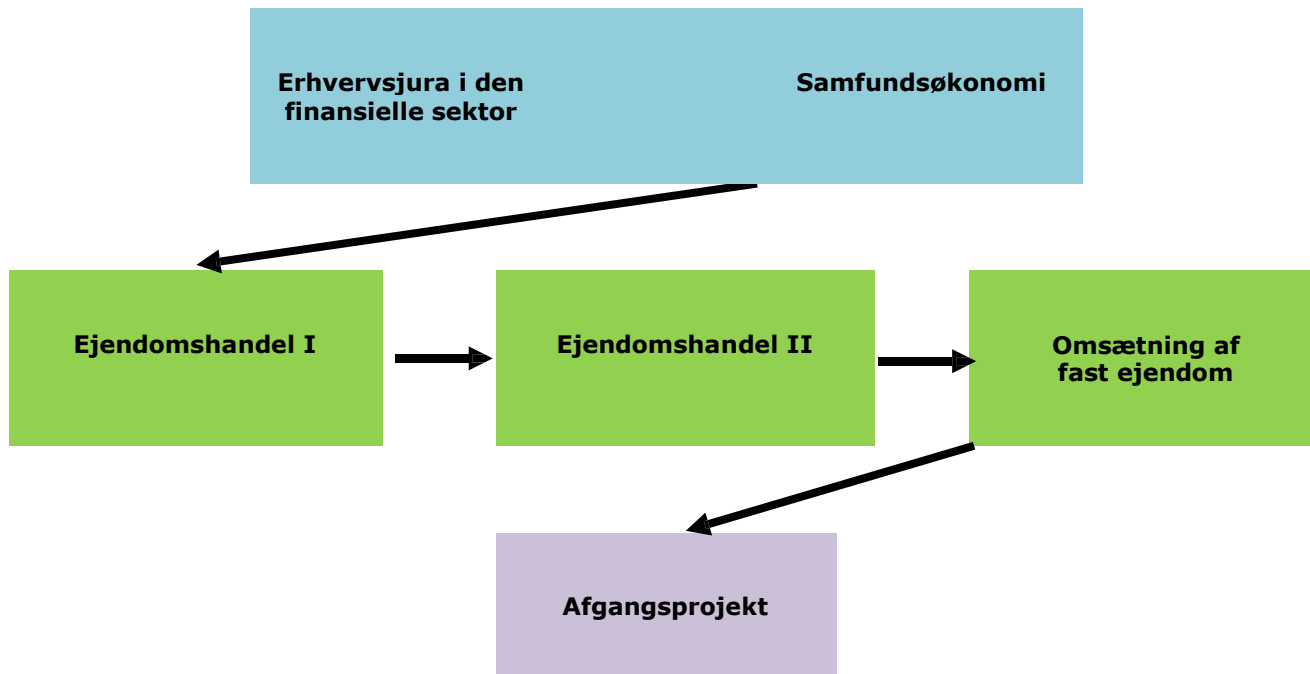 Erhvervsjura i den
finansielle sektor
Samfundsøkonomi
Ejendomshandel I
Ejendomshandel II
Omsætning af
fast ejendom
Afgangsprojekt